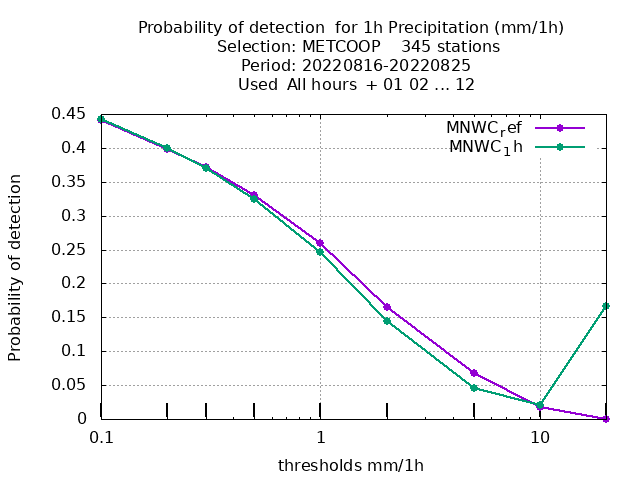 Probability of detection  for 1h Precipitation (mm/1h)
Selection: METCOOP    345 stations
Period: 20220816-20220825
Used  All hours  + 01 02 ... 12
MNWCref
MNWC1h
0.45
0.4
0.35
0.3
0.25
0.2
0.15
0.1
0.05
0
Probability of detection
0.1 1 10
thresholds mm/1h